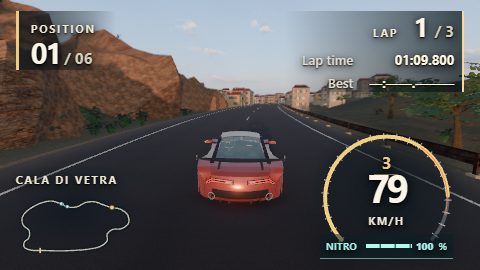 POSITION
01 / 06
LAP 1 / 3
Lap time 01:09.800
Best
CALA DI VETRA
3
79
KM/H
NITRO 100 %